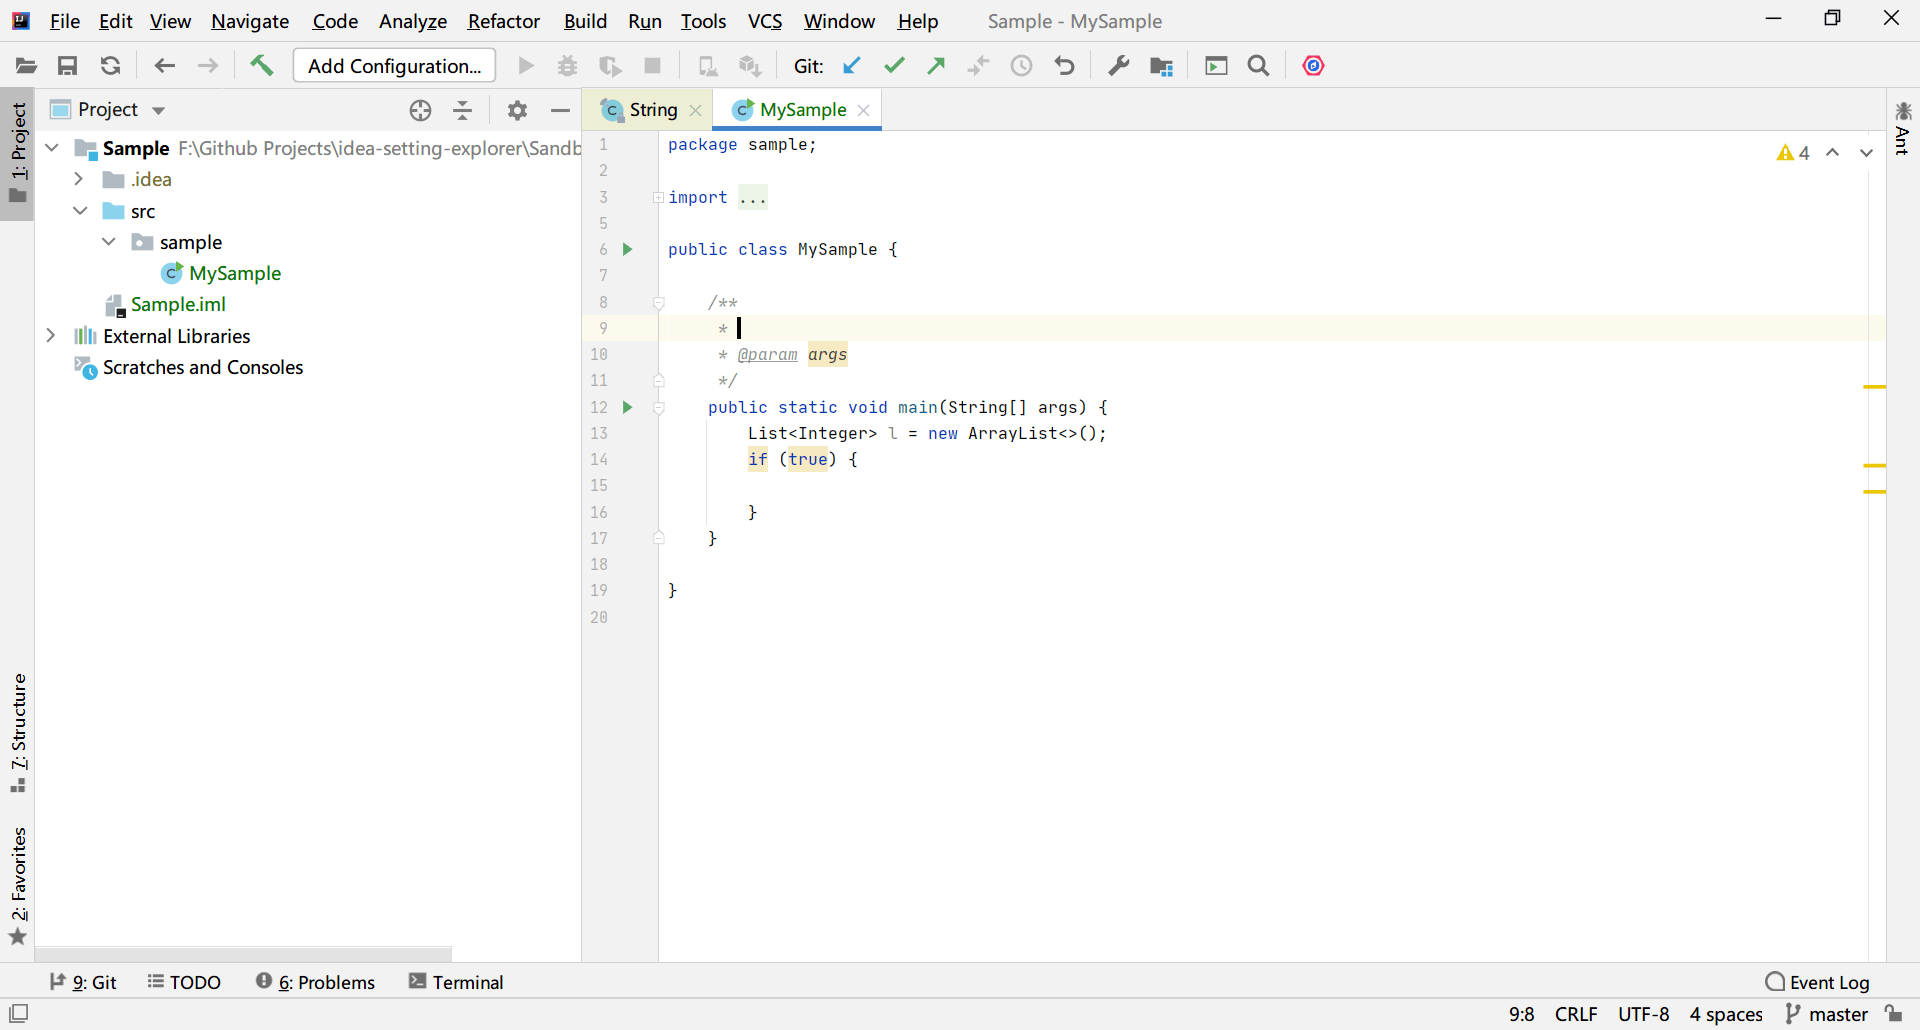 File Edit View Navigate Code Analyze Refactor Build Run Tools VCS Window Help Sample - MySample
Add Configuration... Git:
1: Project
Project
String
MySample
Sample F:\Github Projects\idea-setting-explorer\Sandb
.idea
src
sample
MySample
Sample.iml
External Libraries
Scratches and Consoles
1 package sample;
2
3 import ...
5
6 public class MySample {
7
8 /**
9 *
10 * @param args
11 */
12 public static void main(String[] args) {
13 List<Integer> l = new ArrayList<>();
14 if (true) {
15
16 }
17 }
18
19 }
20
4
Ant
7: Structure
2: Favorites
9: Git TODO 6: Problems Terminal Event Log
9:8 CRLF UTF-8 4 spaces master